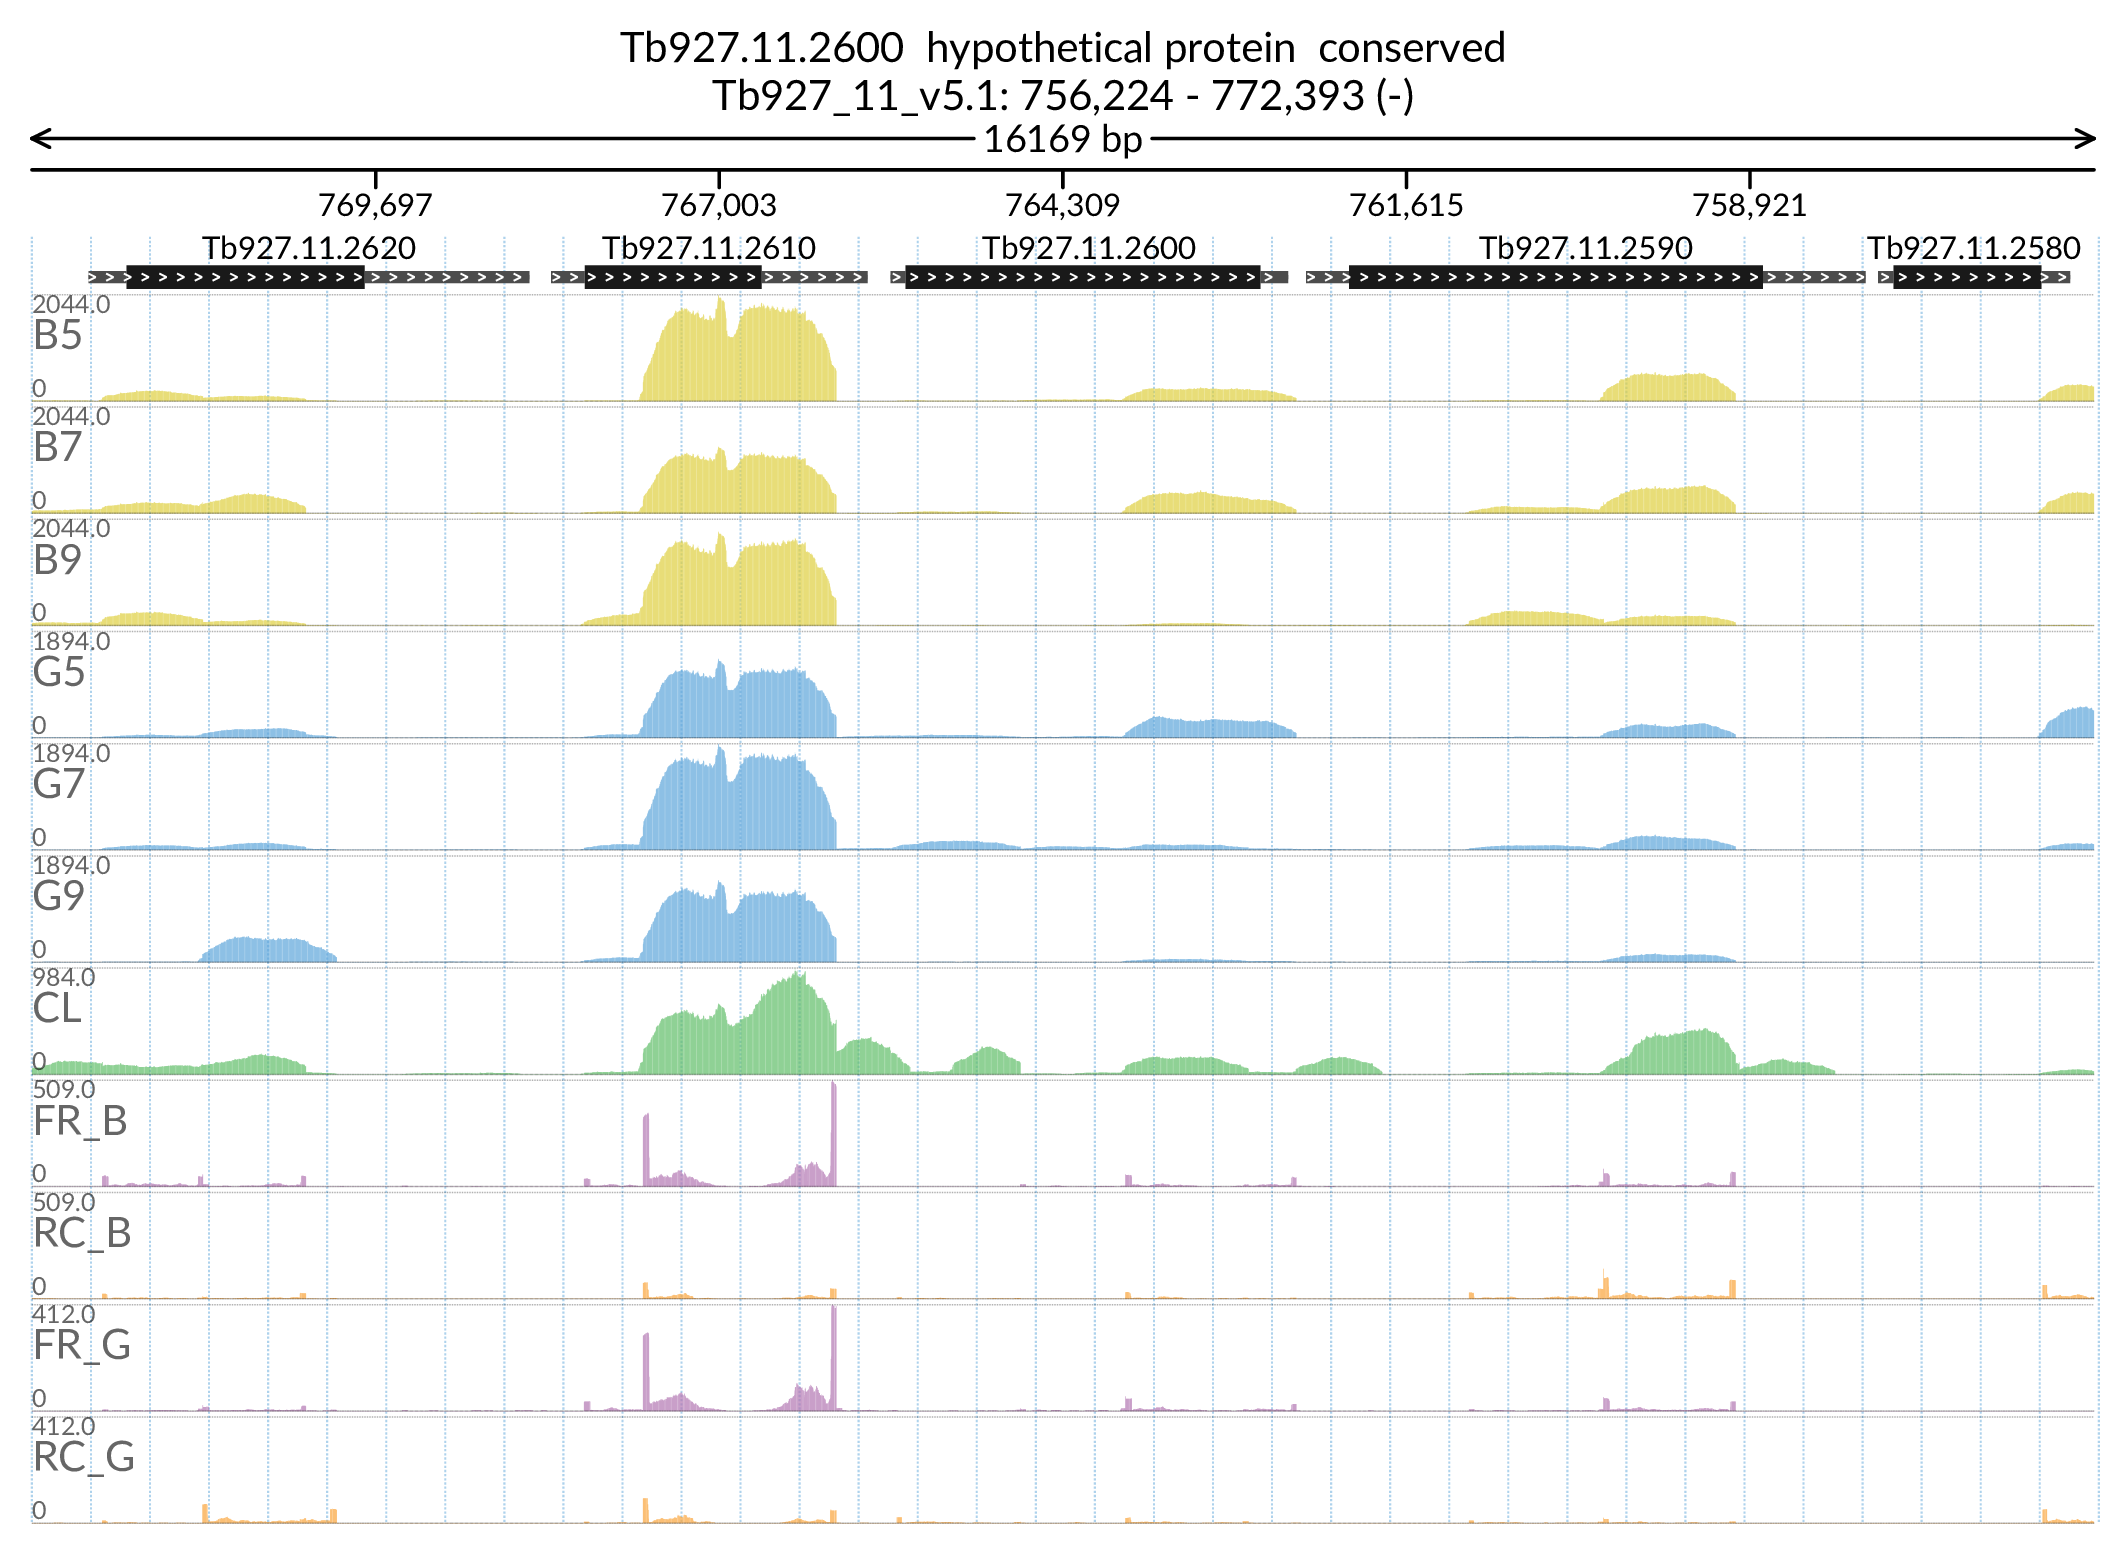 Tb927.11.2600  hypothetical protein  conserved
Tb927_11_v5.1: 756,224 - 772,393 (-)
16169 bp
769,697 767,003 764,309 761,615 758,921
Tb927.11.2620 Tb927.11.2610 Tb927.11.2600 Tb927.11.2590 Tb927.11.2580
2044.0
B5
0
2044.0
B7
0
2044.0
B9
0
1894.0
G5
0
1894.0
G7
0
1894.0
G9
0
984.0
CL
0
509.0
FR_B
0
509.0
RC_B
0
412.0
FR_G
0
412.0
RC_G
0